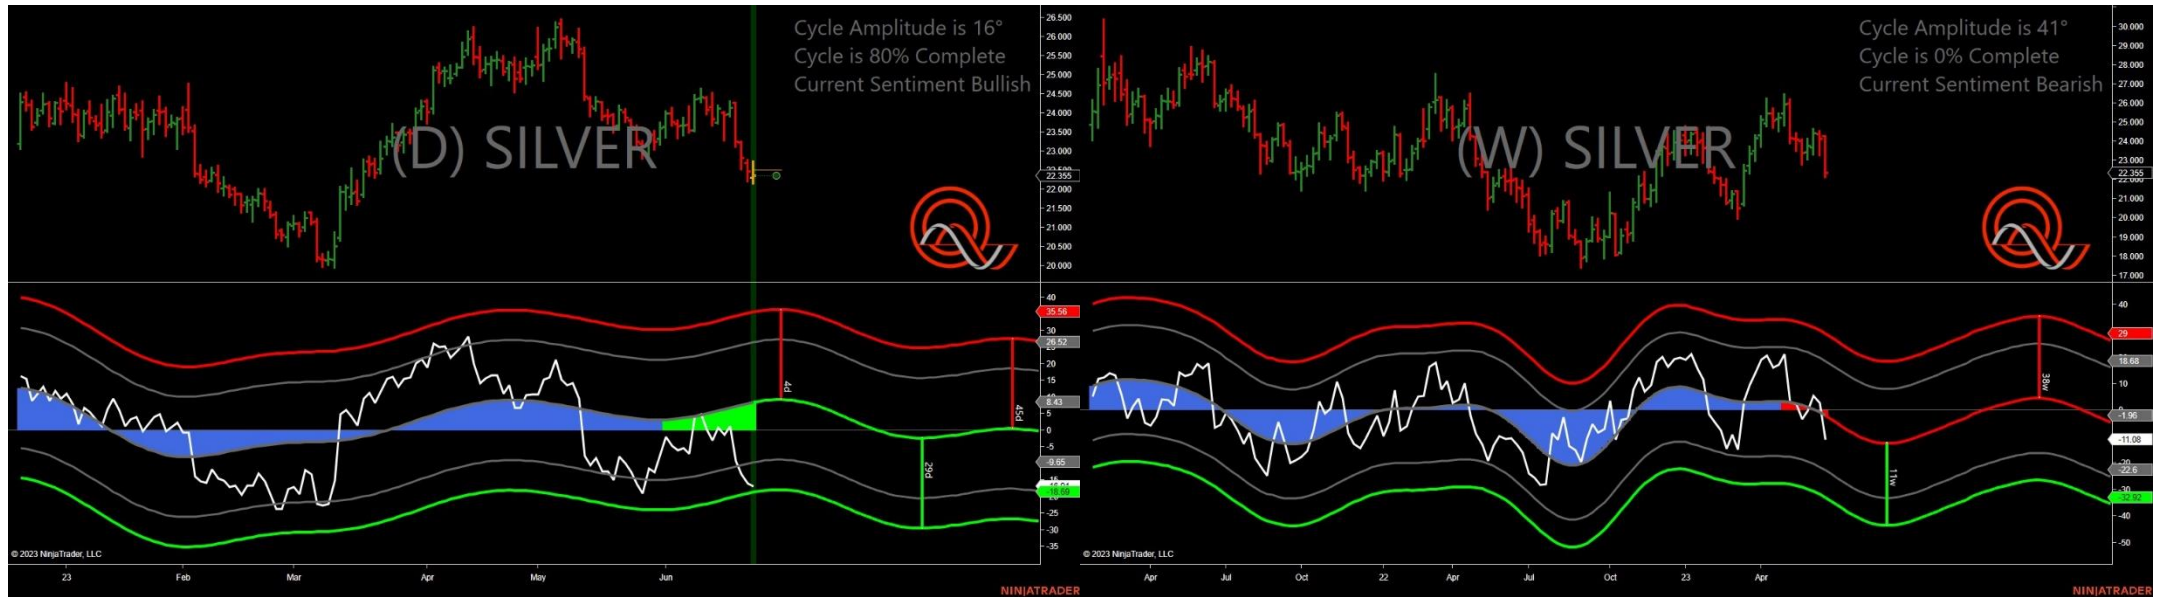 Cycle Amplitude is 16°
Cycle is 80% Complete
Current Sentiment Bullish
(D) SILVER
26.500
26.000
25.500
25.000
24.500
24.000
23.500
23.000
22.355
22.000
21.500
21.000
20.500
20.000
40
35.56
30
26.52
20
15
10
8.43
5
0
-5
-9.65
-15
-18.69
-25
-30
-35
4d
29d
45d
© 2023 NinjaTrader, LLC
23
Feb
Mar
Apr
May
Jun
NINJATRADER
Cycle Amplitude is 41°
Cycle is 0% Complete
Current Sentiment Bearish
(W) SILVER
30.000
29.000
28.000
27.000
26.000
25.000
24.000
23.000
22.355
21.000
20.000
19.000
18.000
17.000
40
29
18.68
10
-1.96
-11.08
-22.6
-32.92
-40
-50
38w
11w
© 2023 NinjaTrader, LLC
Apr
Jul
Oct
22
Apr
Jul
Oct
23
Apr
NINJATRADER